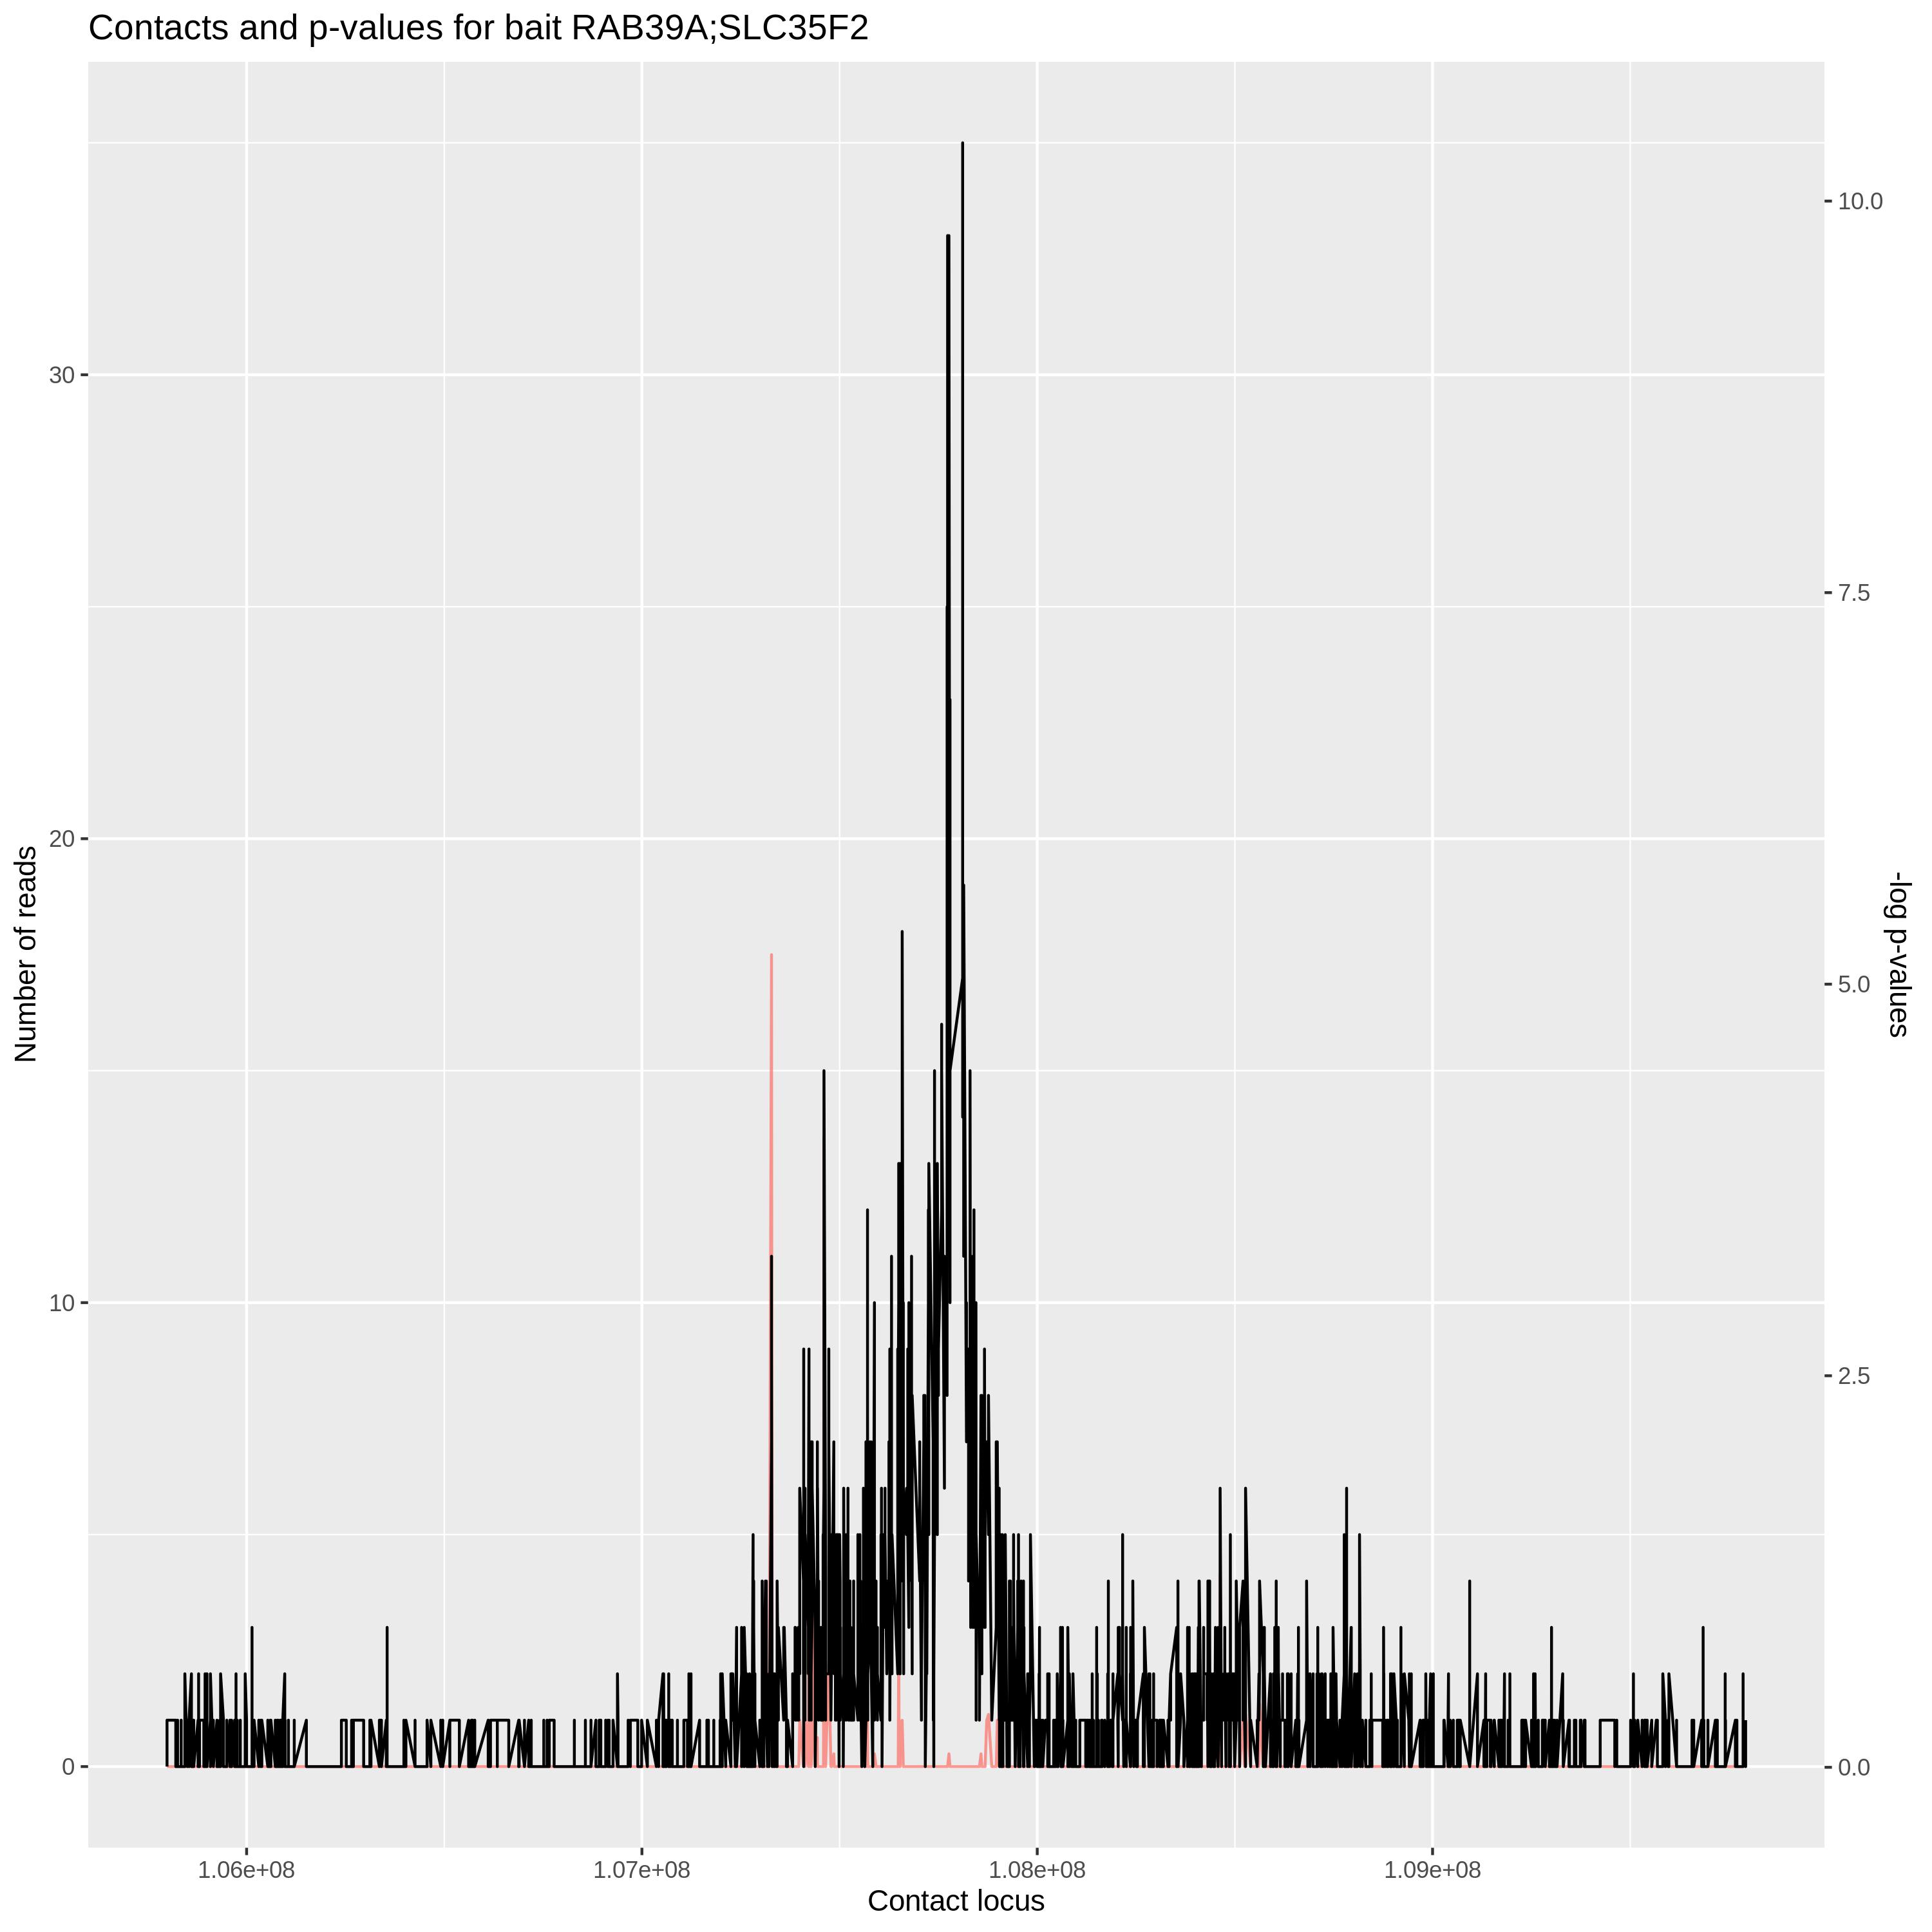 Contacts and p-values for bait RAB39A;SLC35F2
Number of reads
30
20
10
0
10.0
7.5
5.0
2.5
0.0
-log p-values
1.06e+08
1.07e+08
1.08e+08
1.09e+08
Contact locus